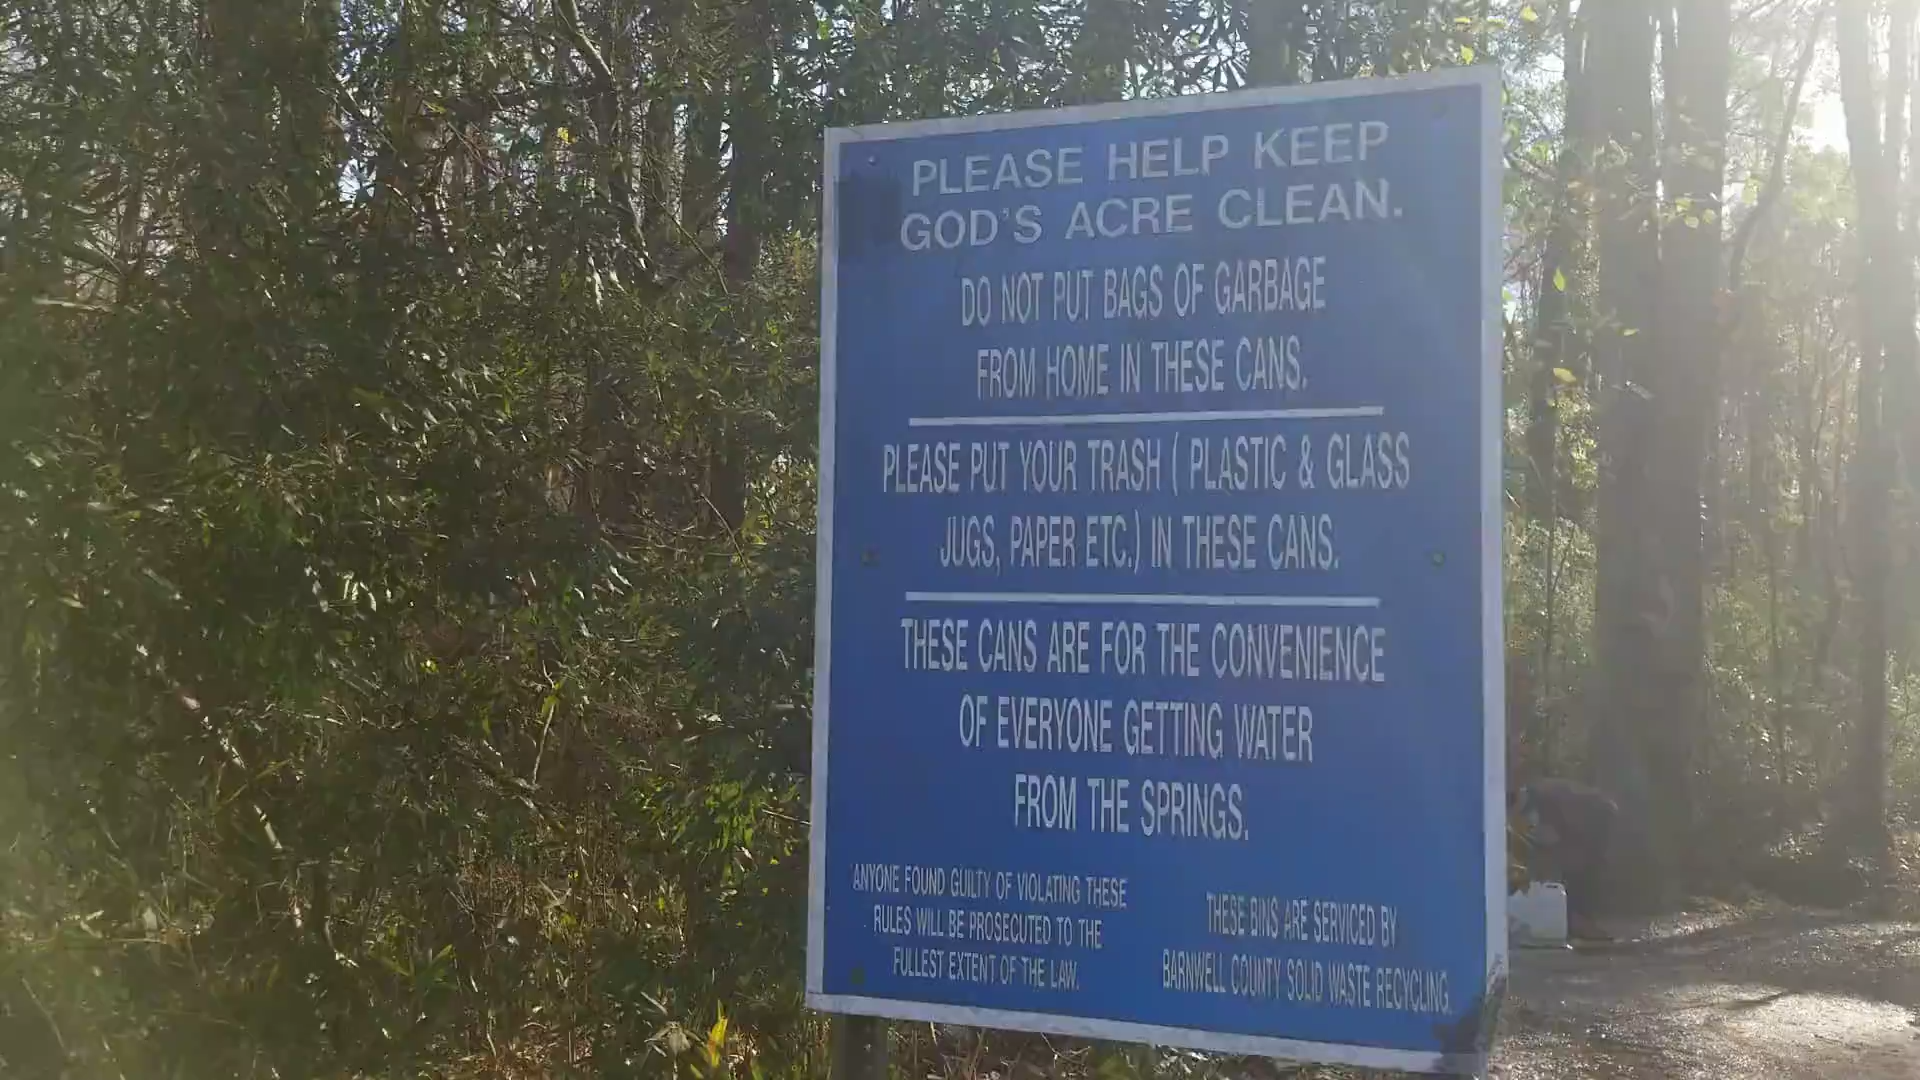 PLEASE HELP KEEP
GOD'S ACRE CLEAN.
DO NOT PUT BAGS OF GARBAGE
FROM HOME IN THESE CANS.
PLEASE PUT YOUR TRASH ( PLASTIC & GLASS
JUGS, PAPER ETC.) IN THESE CANS.
THESE CANS ARE FOR THE CONVENIENCE
OF EVERYONE GETTING WATER
FROM THE SPRINGS.
ANYONE FOUND GUILTY OF VIOLATING THESE
RULES WILL BE PROSECUTED TO THE
FULLEST EXTENT OF THE LAW.
THESE BINS ARE SERVICED BY
BARNWELL COUNTY SOLID WASTE RECYCLING.